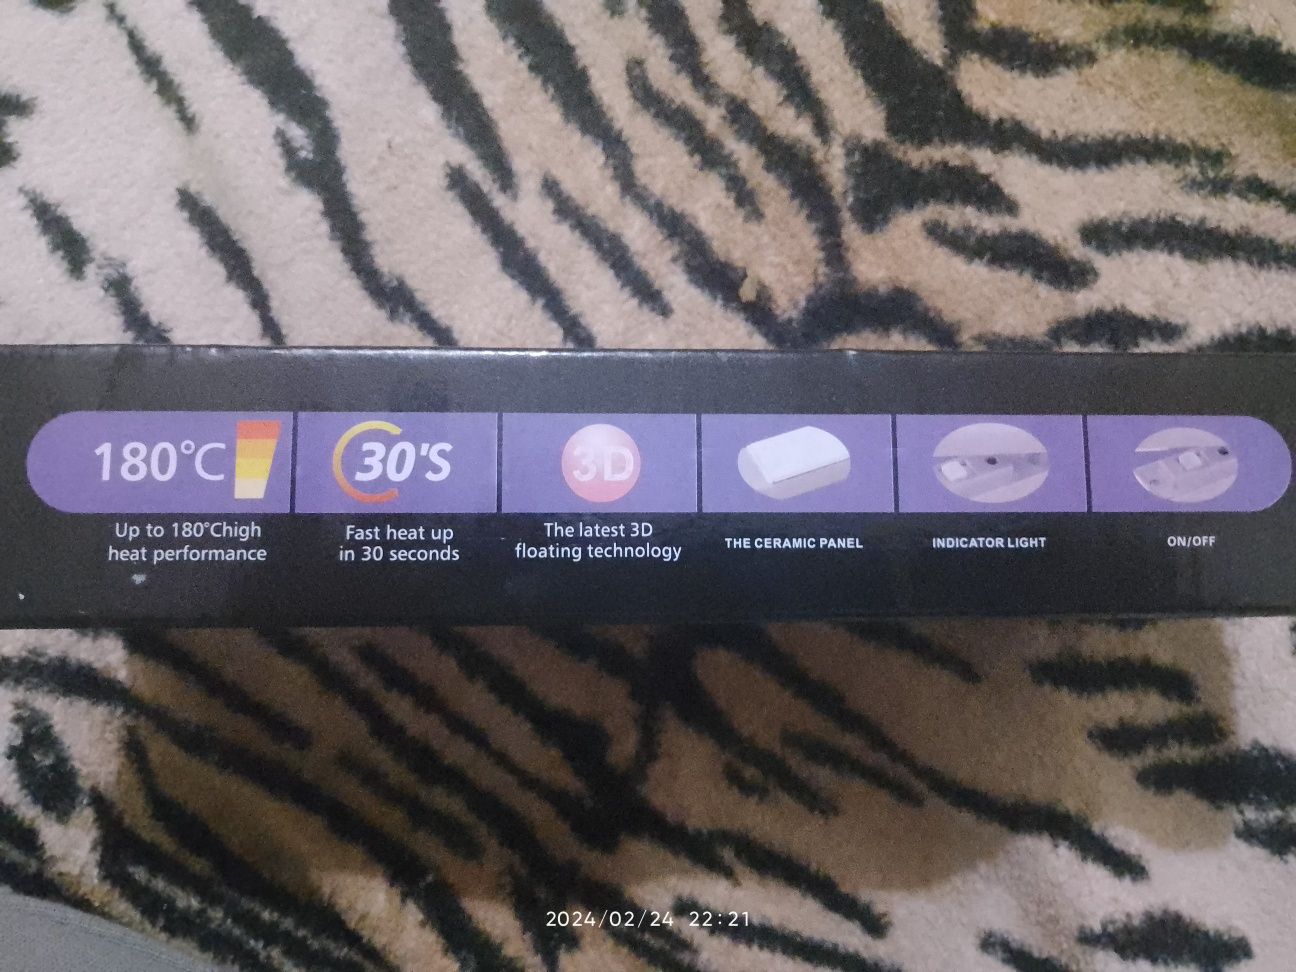 180°C
Up to 180°Chigh
heat performance
30'S
Fast heat up
in 30 seconds
3D
The latest 3D
floating technology
THE CERAMIC PANEL
INDICATOR LIGHT
ON/OFF
2024/02/24 22:21